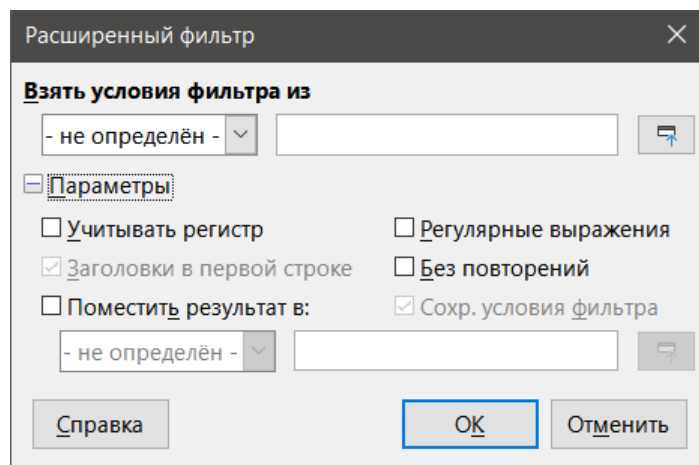 Расширенный фильтр
Взять условия фильтра из
- не определён -
Параметры
Учитывать регистр
Регулярные выражения
Заголовки в первой строке
Без повторений
Поместить результат в:
Сохр. условия фильтра
- не определён -
Справка
ОК
Отменить